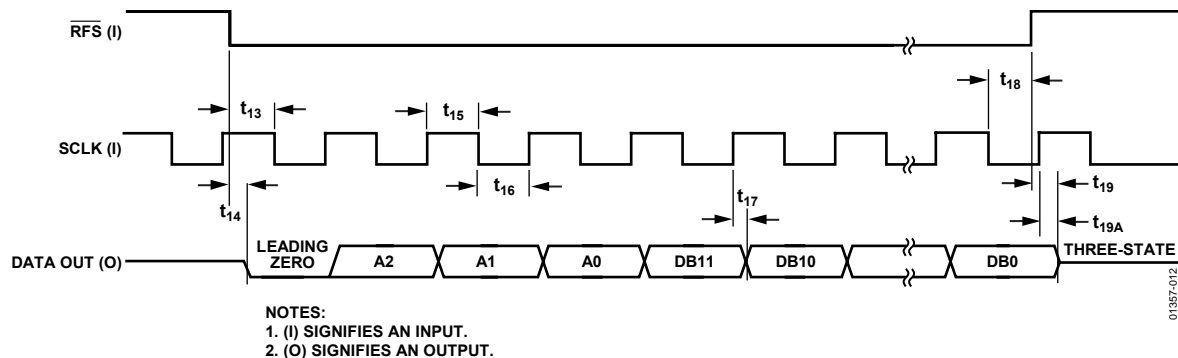 RFS (I)
t13
t15
t18
SCLK (I)
t14
t16
t17
t19
t19A
DATA OUT (O)
LEADING
ZERO
A2
A1
A0
DB11
DB10
DB0
THREE-STATE
NOTES:
1. (I) SIGNIFIES AN INPUT.
2. (O) SIGNIFIES AN OUTPUT.
01357-012